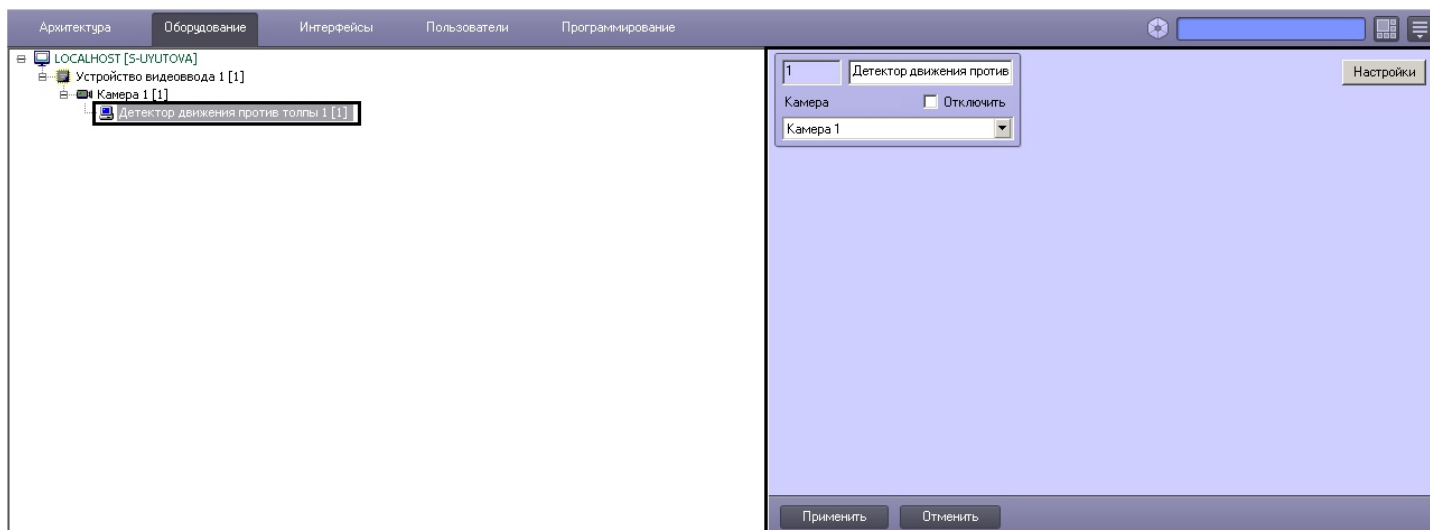 Архитектура Оборудование Интерфейсы Пользователи Программирование
LOCALHOST [S-UYUTOVA]
Устройство видеоввода 1 [1]
Камера 1 [1]
Детектор движения против толпы 1 [1]
1 Детектор движения против Настройки
Камера Отключить
Камера 1
Применить Отменить